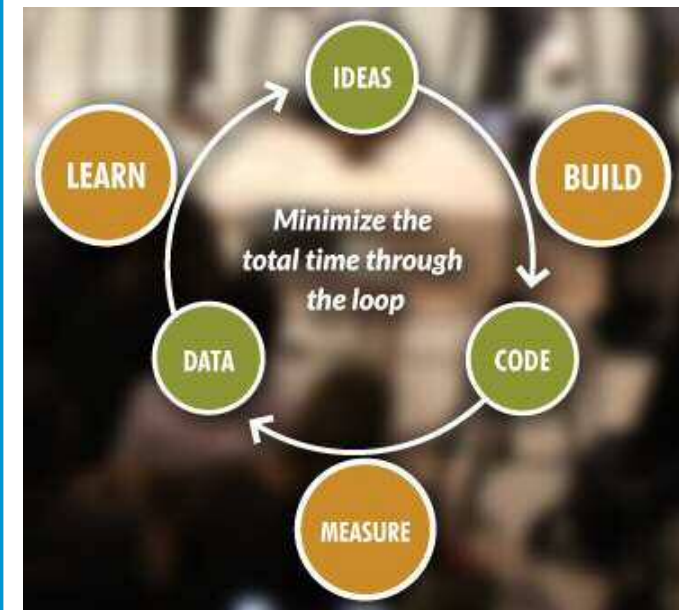 IDEAS
LEARN
BUILD
Minimize the
total time through
the loop
DATA
CODE
MEASURE